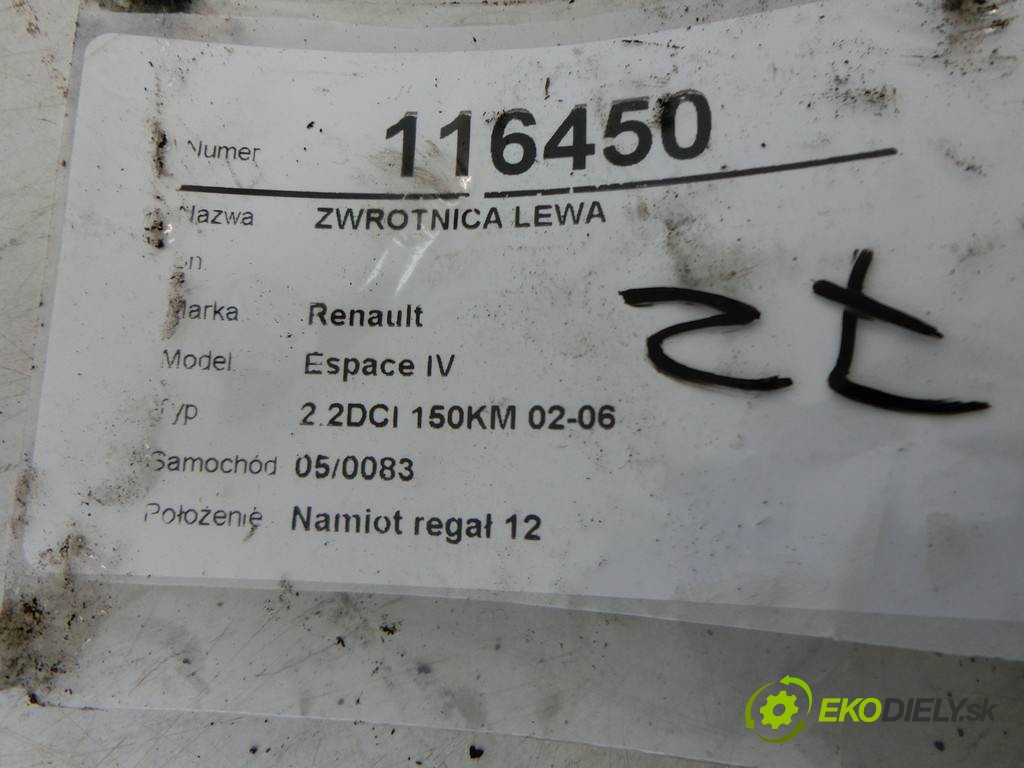 Numer 116450
Nazwa ZWROTNICA LEWA
Marka Renault
Model Espace IV
Typ 2.2DCI 150KM 02-06
Samochód 05/0083
Położenie Namiot regał 12
EKODIELY.sk